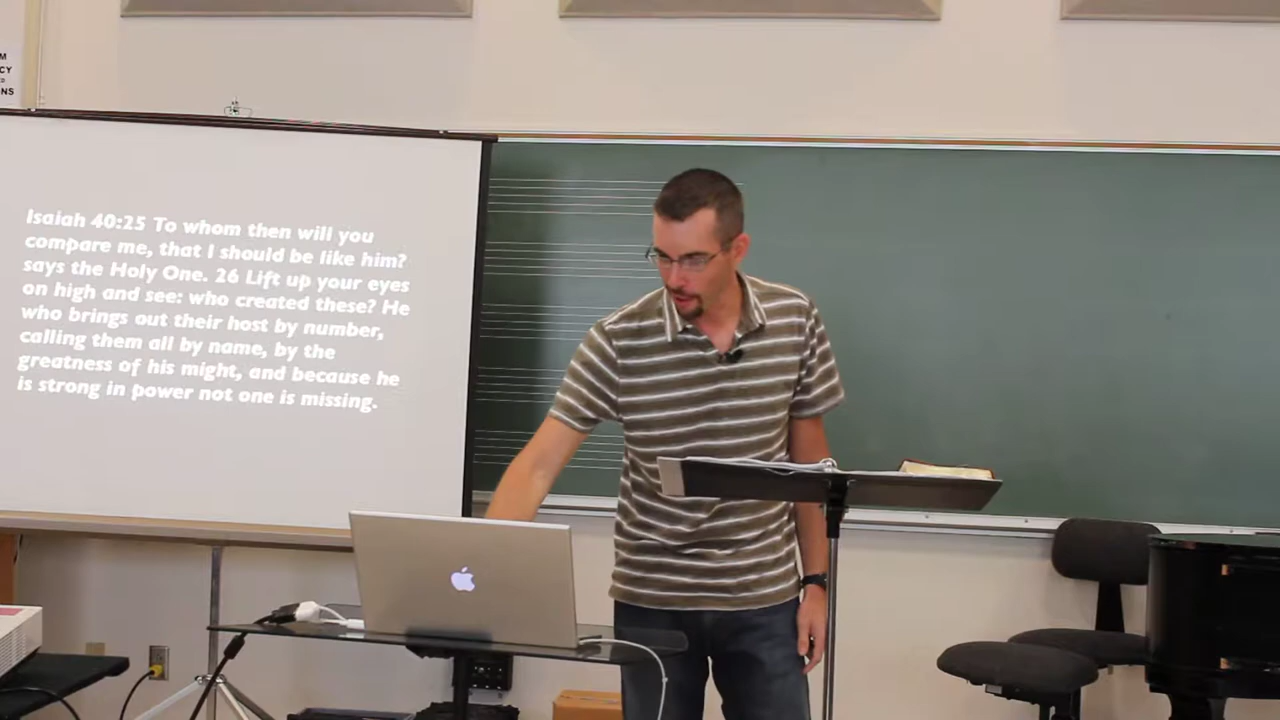 M
CY
NS
Isaiah 40:25 To whom then will you
compare me, that I should be like him?
says the Holy One. 26 Lift up your eyes
on high and see: who created these? He
who brings out their host by number,
calling them all by name, by the
greatness of his might, and because he
is strong in power not one is missing.